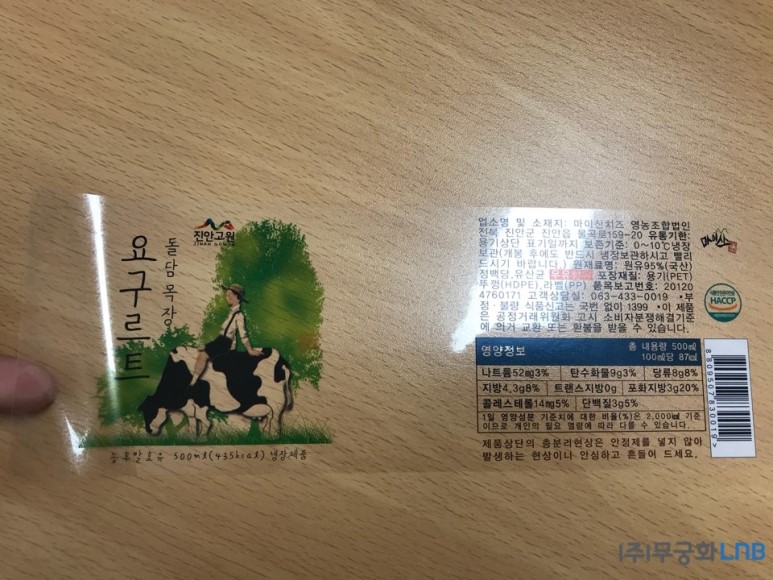 진안고원
JINAN GOWON
돌담목장
요구르트
농후발효유 500ml(435kcal) 냉장제품
업소명 및 소재지: 마이산치즈 영농조합법인
전북 진안군 진안읍 물곡로159-20 유통기한:
용기상단 표기일까지 보존기준: 0~10℃냉장
보관(개봉 후에도 반드시 냉장보관하시고 빨리
드시기 바랍니다.) 원재료명: 원유95%(국산)
정백당,유산균 포장재질: 용기(PET)
뚜껑(HDPE),라벨(PP) 품목보고번호: 20120
4760171 고객상담실: 063-433-0019 •부
정·불량 식품신고는 국번 없이 1399 •이 제품
은 공정거래위원회 고시 소비자분쟁해결기준
에 의거 교환 또는 환불을 받을 수 있습니다.
마이산
HACCP
영양정보
총 내용량 500㎖
100㎖당 87㎉
나트륨52mg3% 탄수화물9g3% 당류8g8%
지방4.3g8% 트랜스지방0g 포화지방3g20%
콜레스테롤14mg5% 단백질3g5%
1일 영양성분 기준치에 대한 비율(%)은 2,000㎉ 기준
이므로 개인의 필요 열량에 따라 다를 수 있습니다.
제품상단의 층분리현상은 안정제를 넣지 않아
발생하는 현상이나 안심하고 흔들어 드세요.
8809507830019>
(주)무궁화LNB